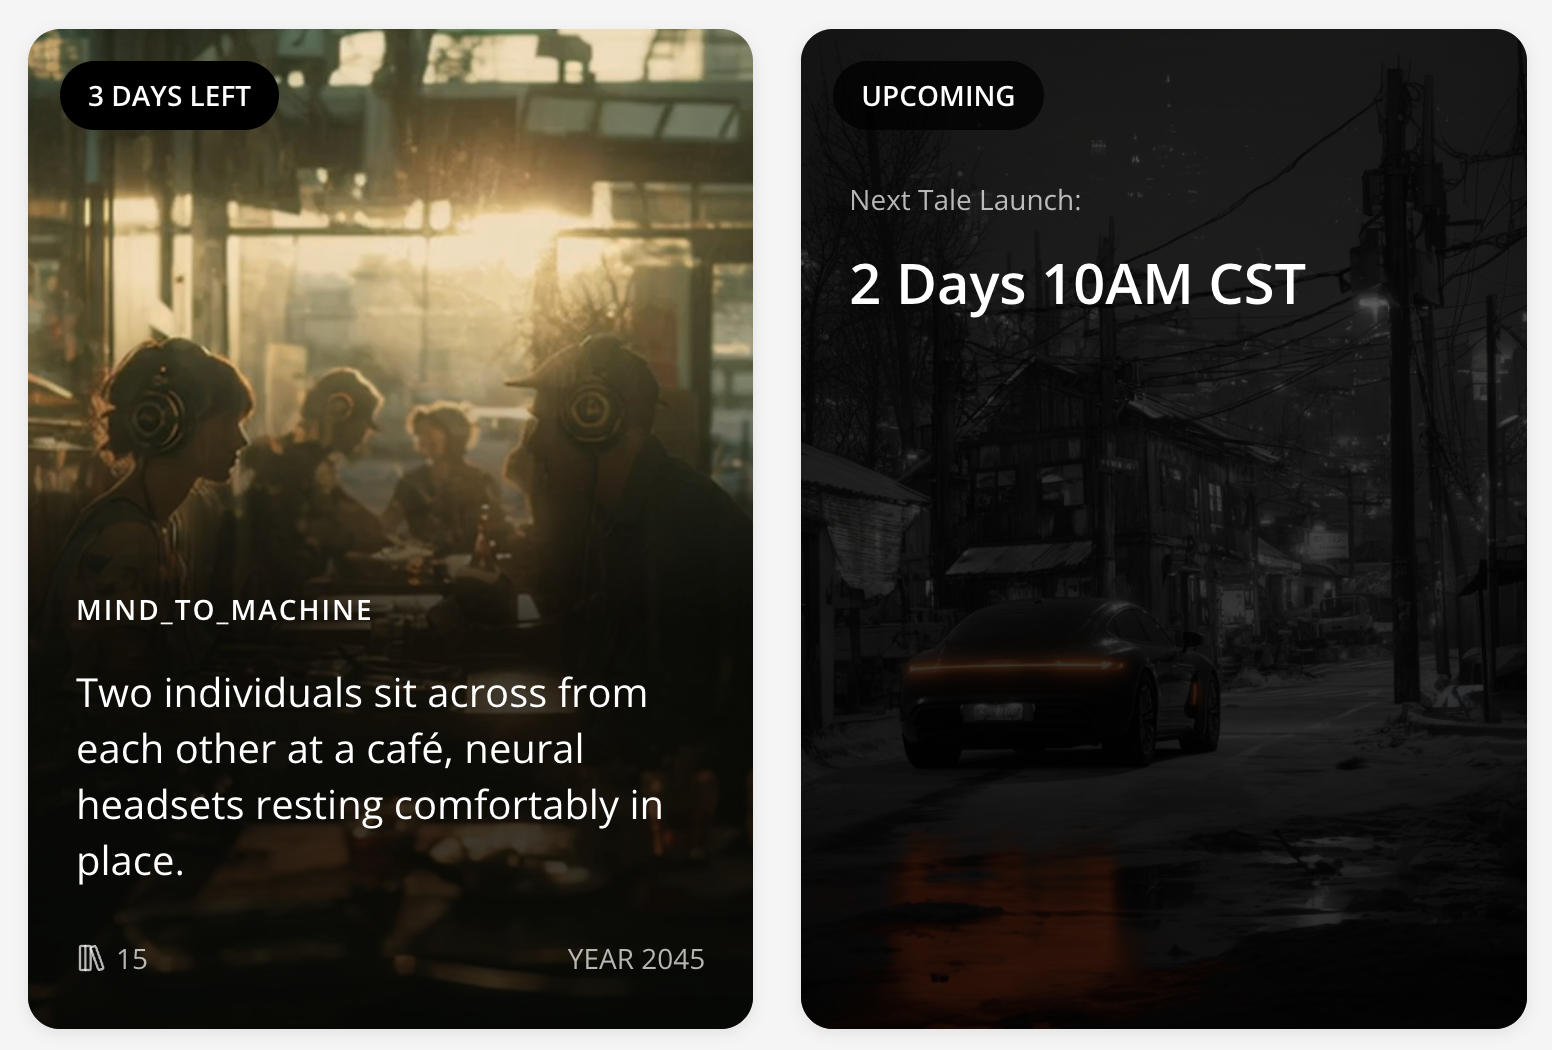 3 DAYS LEFT
MIND_TO_MACHINE
Two individuals sit across from
each other at a café, neural
headsets resting comfortably in
place.
15
YEAR 2045
UPCOMING
Next Tale Launch:
2 Days 10AM CST